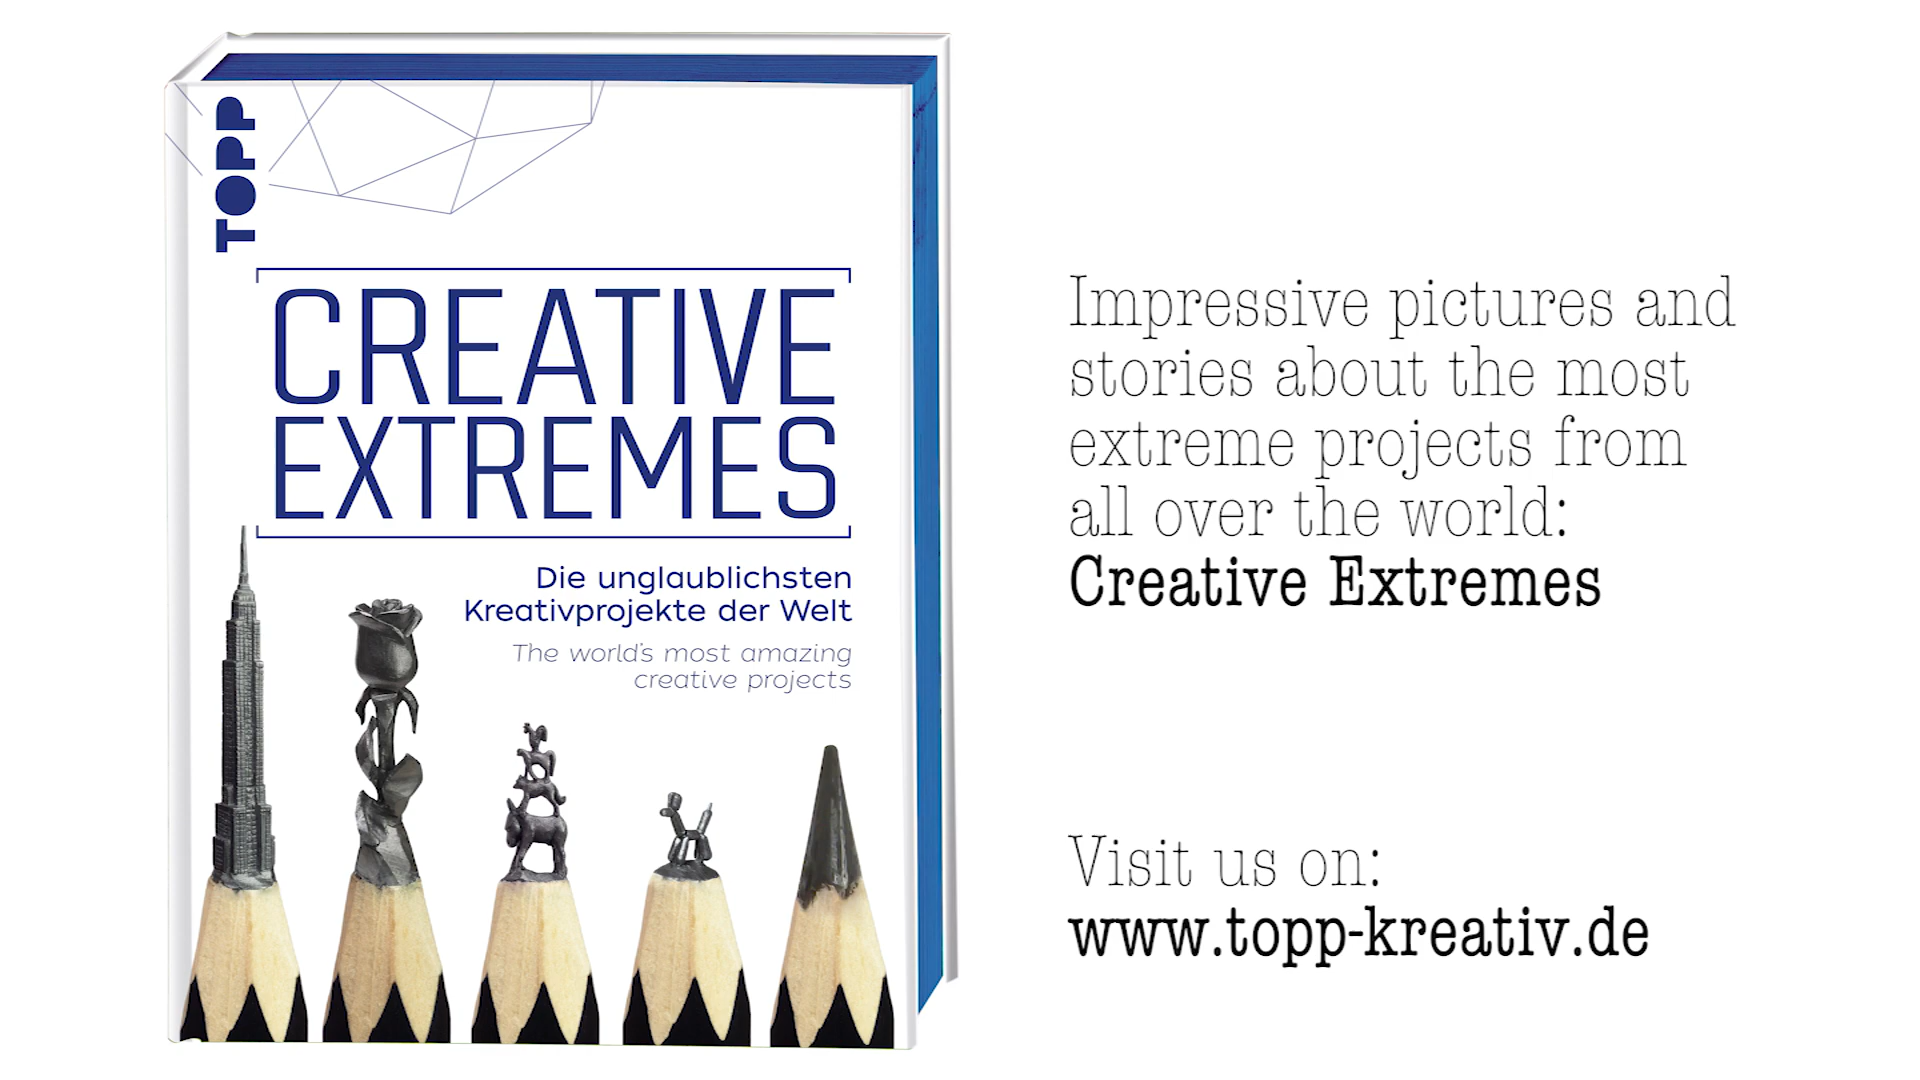 TOPP
CREATIVE
EXTREMES
Die unglaublichsten
Kreativprojekte der Welt
The world's most amazing
creative projects
Impressive pictures and
stories about the most
extreme projects from
all over the world:
Creative Extremes
Visit us on:
www.topp-kreativ.de